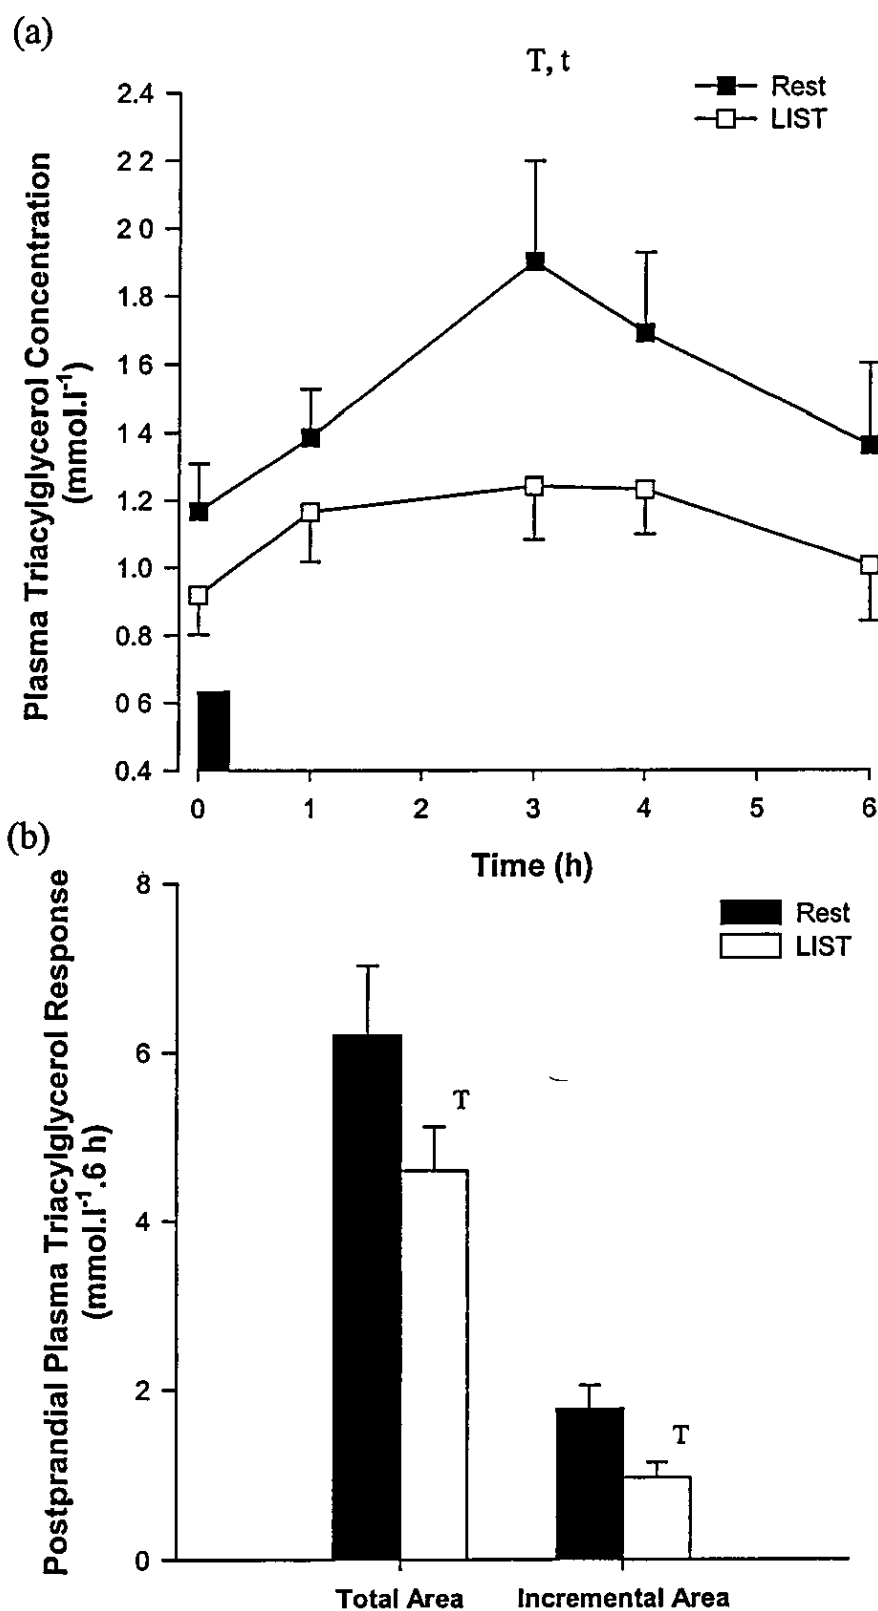 (a)
T, t
Rest
LIST
Plasma Triacylglycerol Concentration
(mmol.l⁻¹)
2.4
2 2
2 0
1.8
1 6
1 4
1.2
1.0
0.8
0 6
0.4
0 1 2 3 4 5 6
Time (h)
(b)
Rest
LIST
Postprandial Plasma Triacylglycerol Response
(mmol.l⁻¹.6 h)
8
6
4
2
0
T
T
Total Area Incremental Area